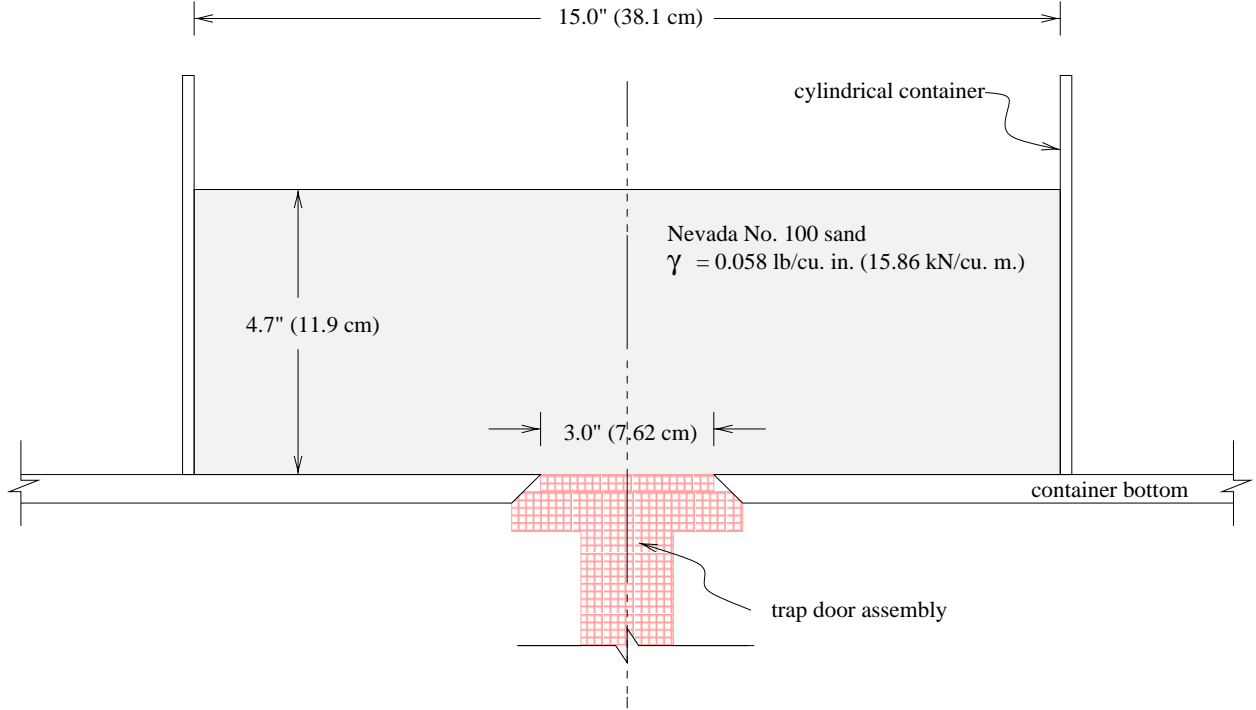 15.0" (38.1 cm)
cylindrical container
Nevada No. 100 sand
γ = 0.058 lb/cu. in. (15.86 kN/cu. m.)
4.7" (11.9 cm)
3.0" (7.62 cm)
container bottom
trap door assembly